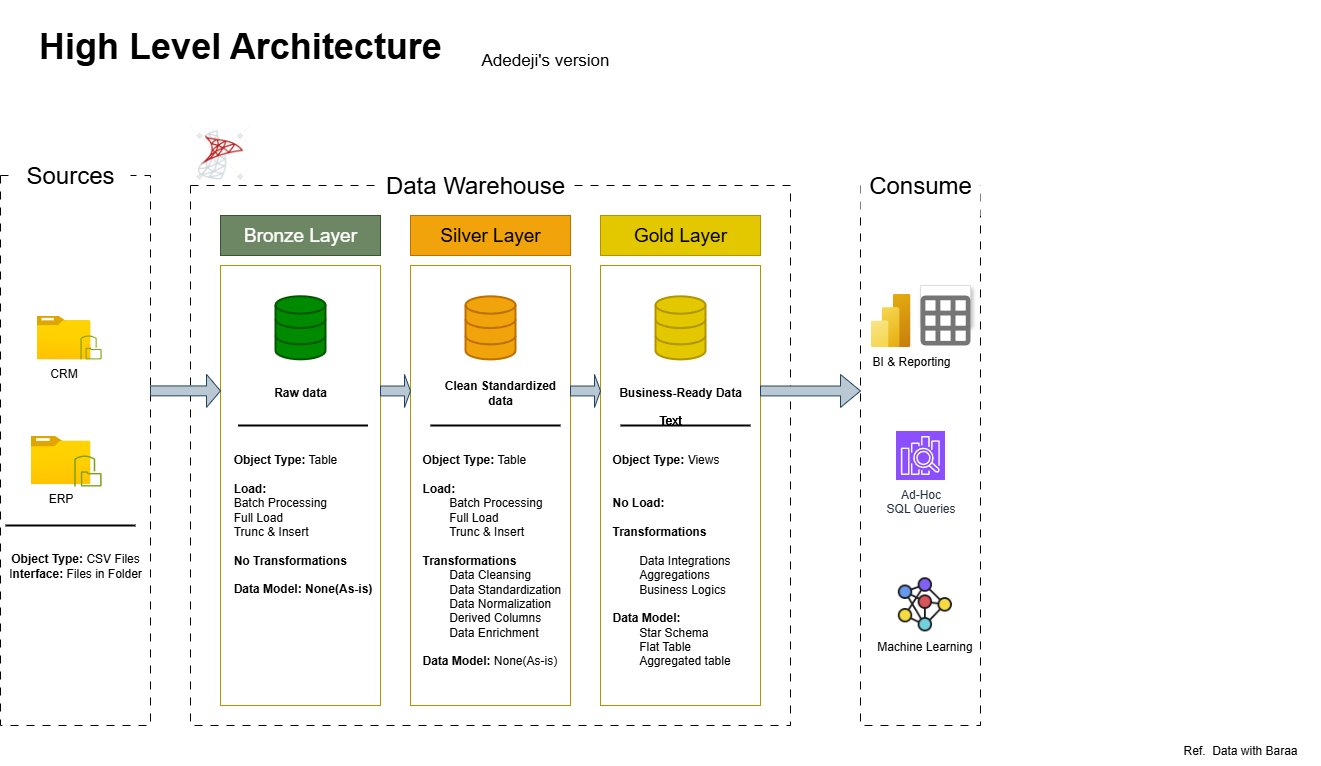 High Level Architecture
Adedeji's version
Sources
CRM
ERP
Object Type: CSV Files
Interface: Files in Folder
Data Warehouse
Bronze Layer
Raw data
Object Type: Table
Load:
Batch Processing
Full Load
Trunc & Insert
No Transformations
Data Model: None(As-is)
Silver Layer
Clean Standardized
data
Object Type: Table
Load:
Batch Processing
Full Load
Trunc & Insert
Transformations
Data Cleansing
Data Standardization
Data Normalization
Derived Columns
Data Enrichment
Data Model: None(As-is)
Gold Layer
Business-Ready Data
Text
Object Type: Views
No Load:
Transformations
Data Integrations
Aggregations
Business Logics
Data Model:
Star Schema
Flat Table
Aggregated table
Consume
BI & Reporting
Ad-Hoc
SQL Queries
Machine Learning
Ref.  Data with Baraa